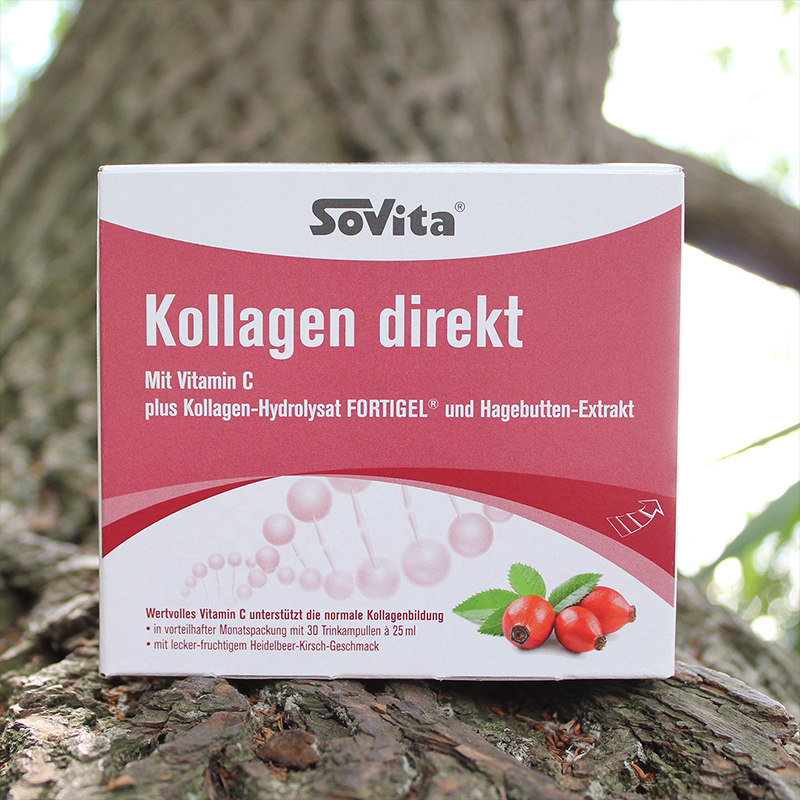 SoVita®
Kollagen direkt
Mit Vitamin C
plus Kollagen-Hydrolysat FORTIGEL® und Hagebutten-Extrakt
Wertvolles Vitamin C unterstützt die normale Kollagenbildung
• in vorteilhafter Monatspackung mit 30 Trinkampullen à 25 ml
• mit lecker-fruchtigem Heidelbeer-Kirsch-Geschmack